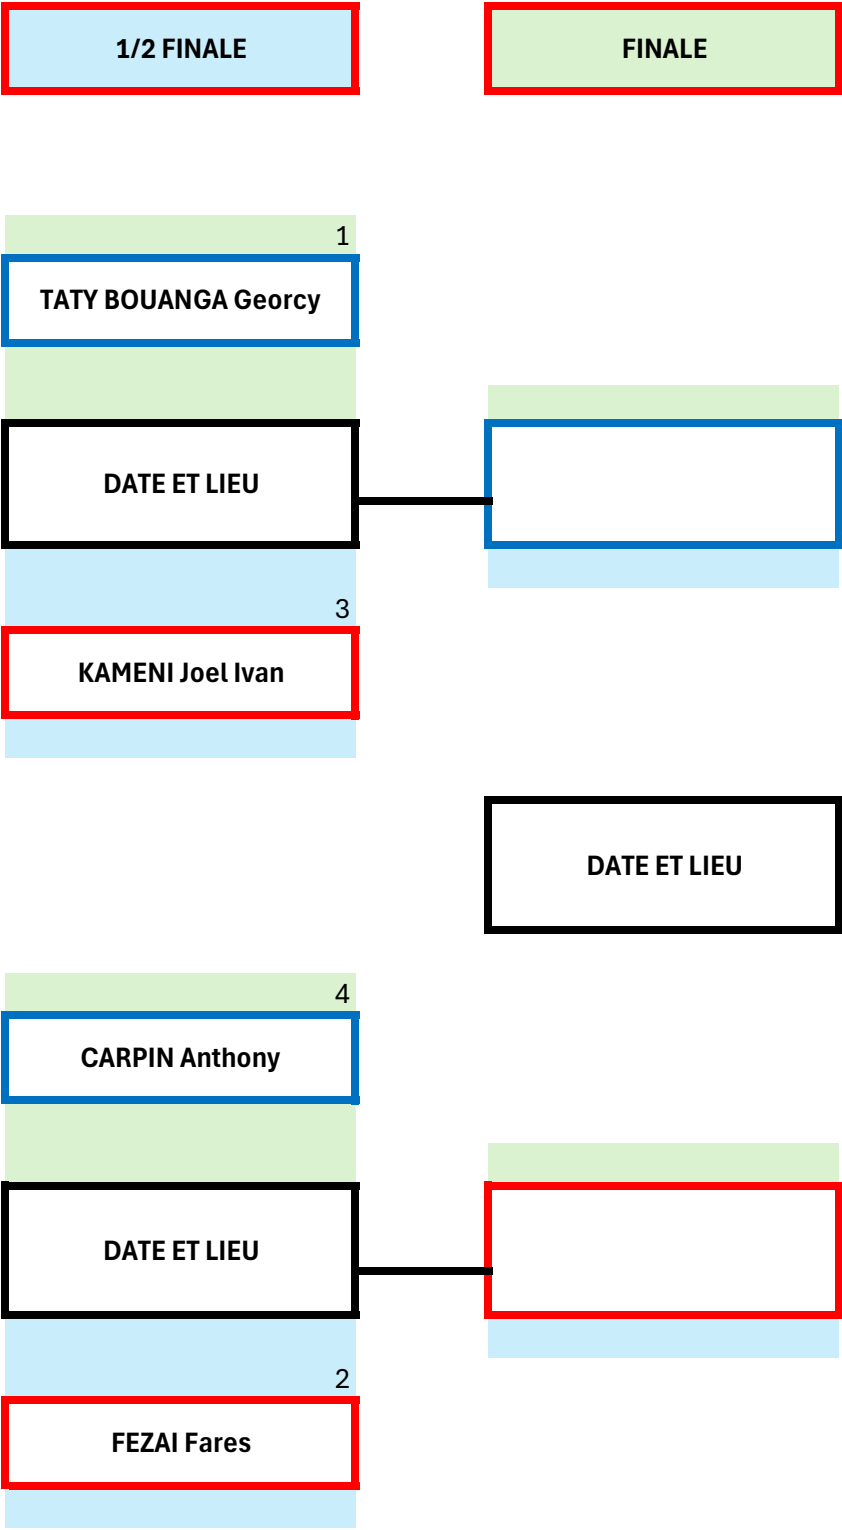 1/2 FINALE
FINALE
1
TATY BOUANGA Georcy
DATE ET LIEU
3
KAMENI Joel Ivan
DATE ET LIEU
4
CARPIN Anthony
DATE ET LIEU
2
FEZAI Fares